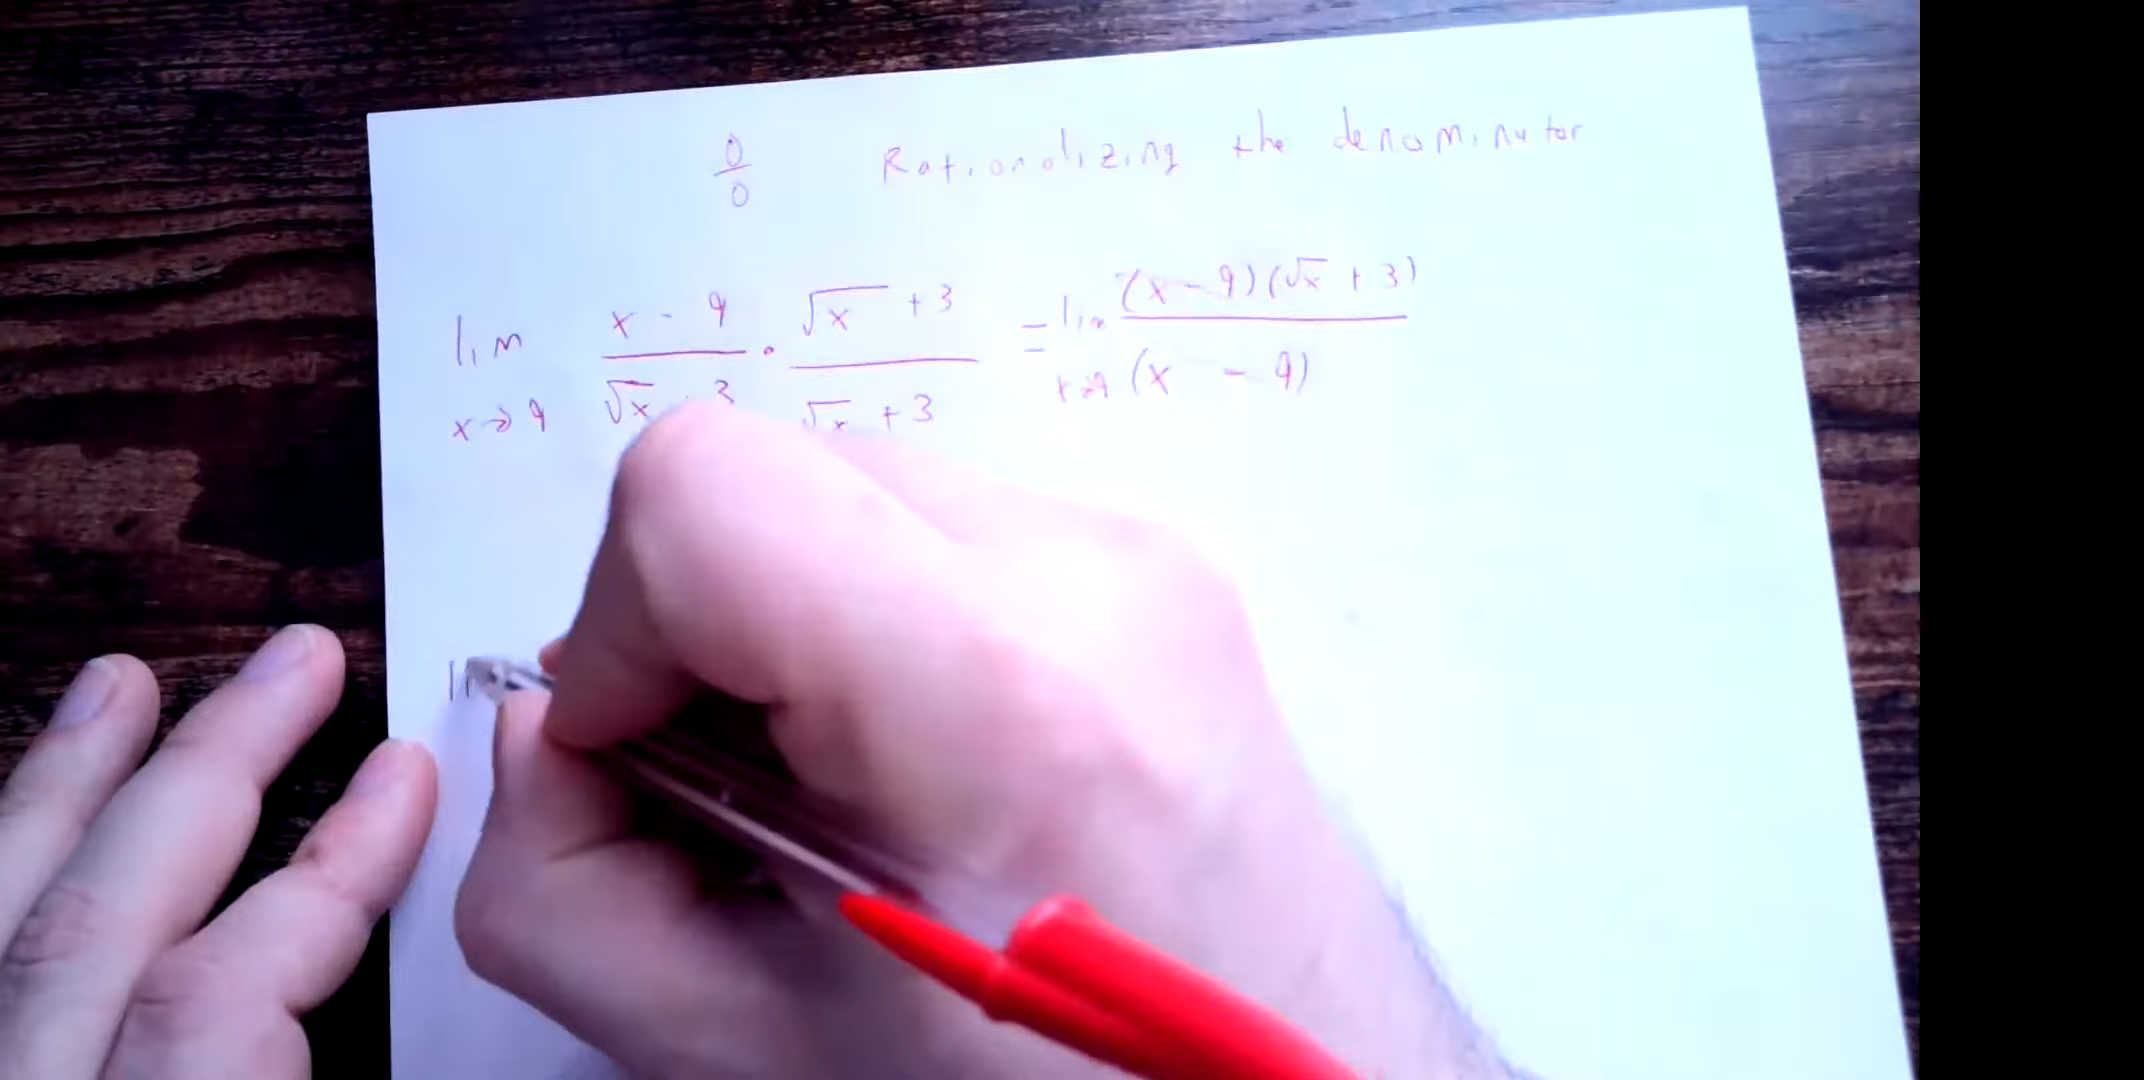 0/0 Rationalizing the denominator
lim x→9 (x - 9)/(√x - 3) · (√x + 3)/(√x + 3) = lim x→9 (x - 9)(√x + 3)/(x - 9)